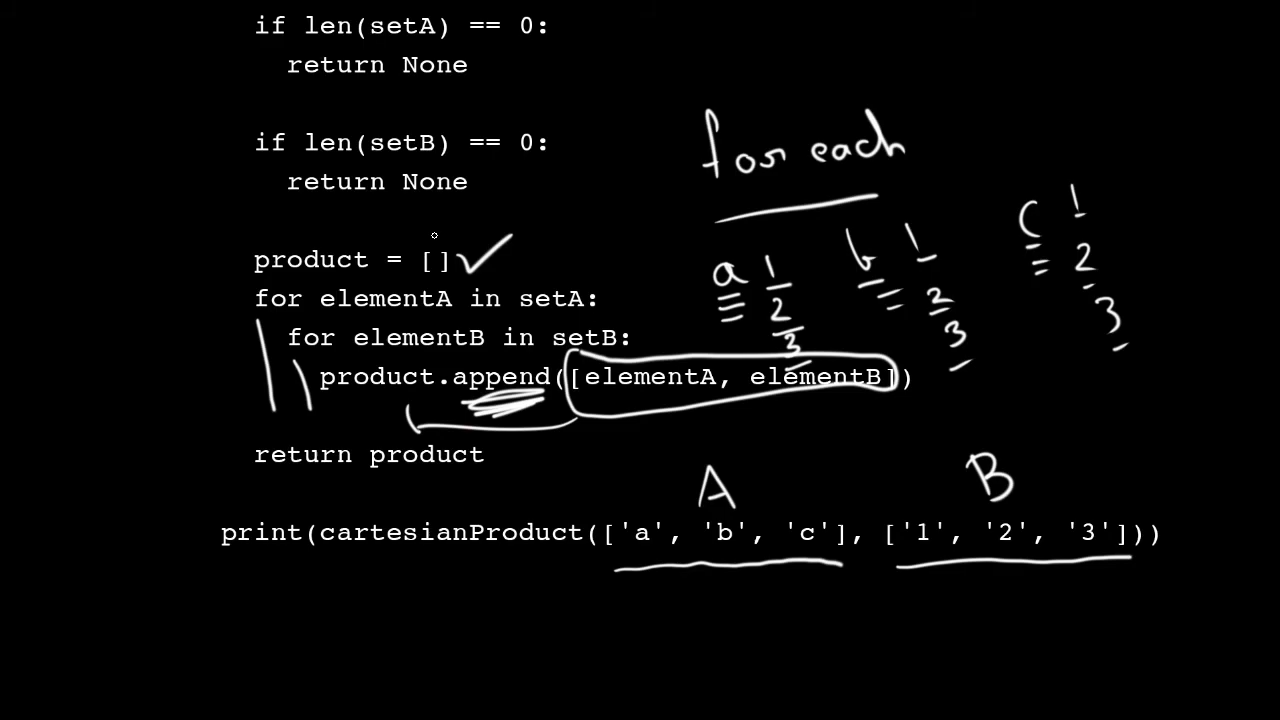 if len(setA) == 0:
return None
if len(setB) == 0:
return None
for each
product = []
for elementA in setA:
for elementB in setB:
product.append([elementA, elementB])
return product
a 1
2
3
b 1
2
3
c 1
2
3
A B
print(cartesianProduct(['a', 'b', 'c'], ['1', '2', '3']))